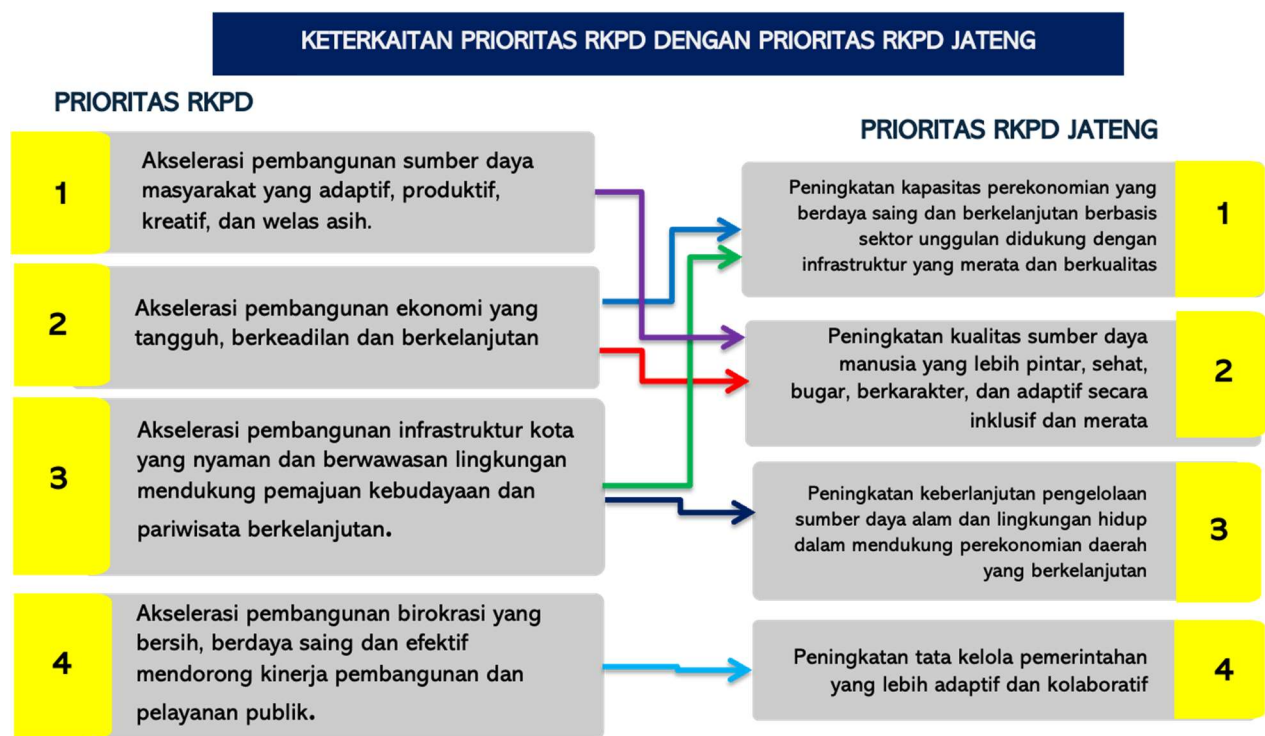 KETERKAITAN PRIORITAS RKPD DENGAN PRIORITAS RKPD JATENG
PRIORITAS RKPD
1
Akselerasi pembangunan sumber daya
masyarakat yang adaptif, produktif,
kreatif, dan welas asih.
2
Akselerasi pembangunan ekonomi yang
tangguh, berkeadilan dan berkelanjutan
3
Akselerasi pembangunan infrastruktur kota
yang nyaman dan berwawasan lingkungan
mendukung pemajuan kebudayaan dan
pariwisata berkelanjutan.
4
Akselerasi pembangunan birokrasi yang
bersih, berdaya saing dan efektif
mendorong kinerja pembangunan dan
pelayanan publik.
PRIORITAS RKPD JATENG
Peningkatan kapasitas perekonomian yang
berdaya saing dan berkelanjutan berbasis
sektor unggulan didukung dengan
infrastruktur yang merata dan berkualitas
1
Peningkatan kualitas sumber daya
manusia yang lebih pintar, sehat,
bugar, berkarakter, dan adaptif secara
inklusif dan merata
2
Peningkatan keberlanjutan pengelolaan
sumber daya alam dan lingkungan hidup
dalam mendukung perekonomian daerah
yang berkelanjutan
3
Peningkatan tata kelola pemerintahan
yang lebih adaptif dan kolaboratif
4